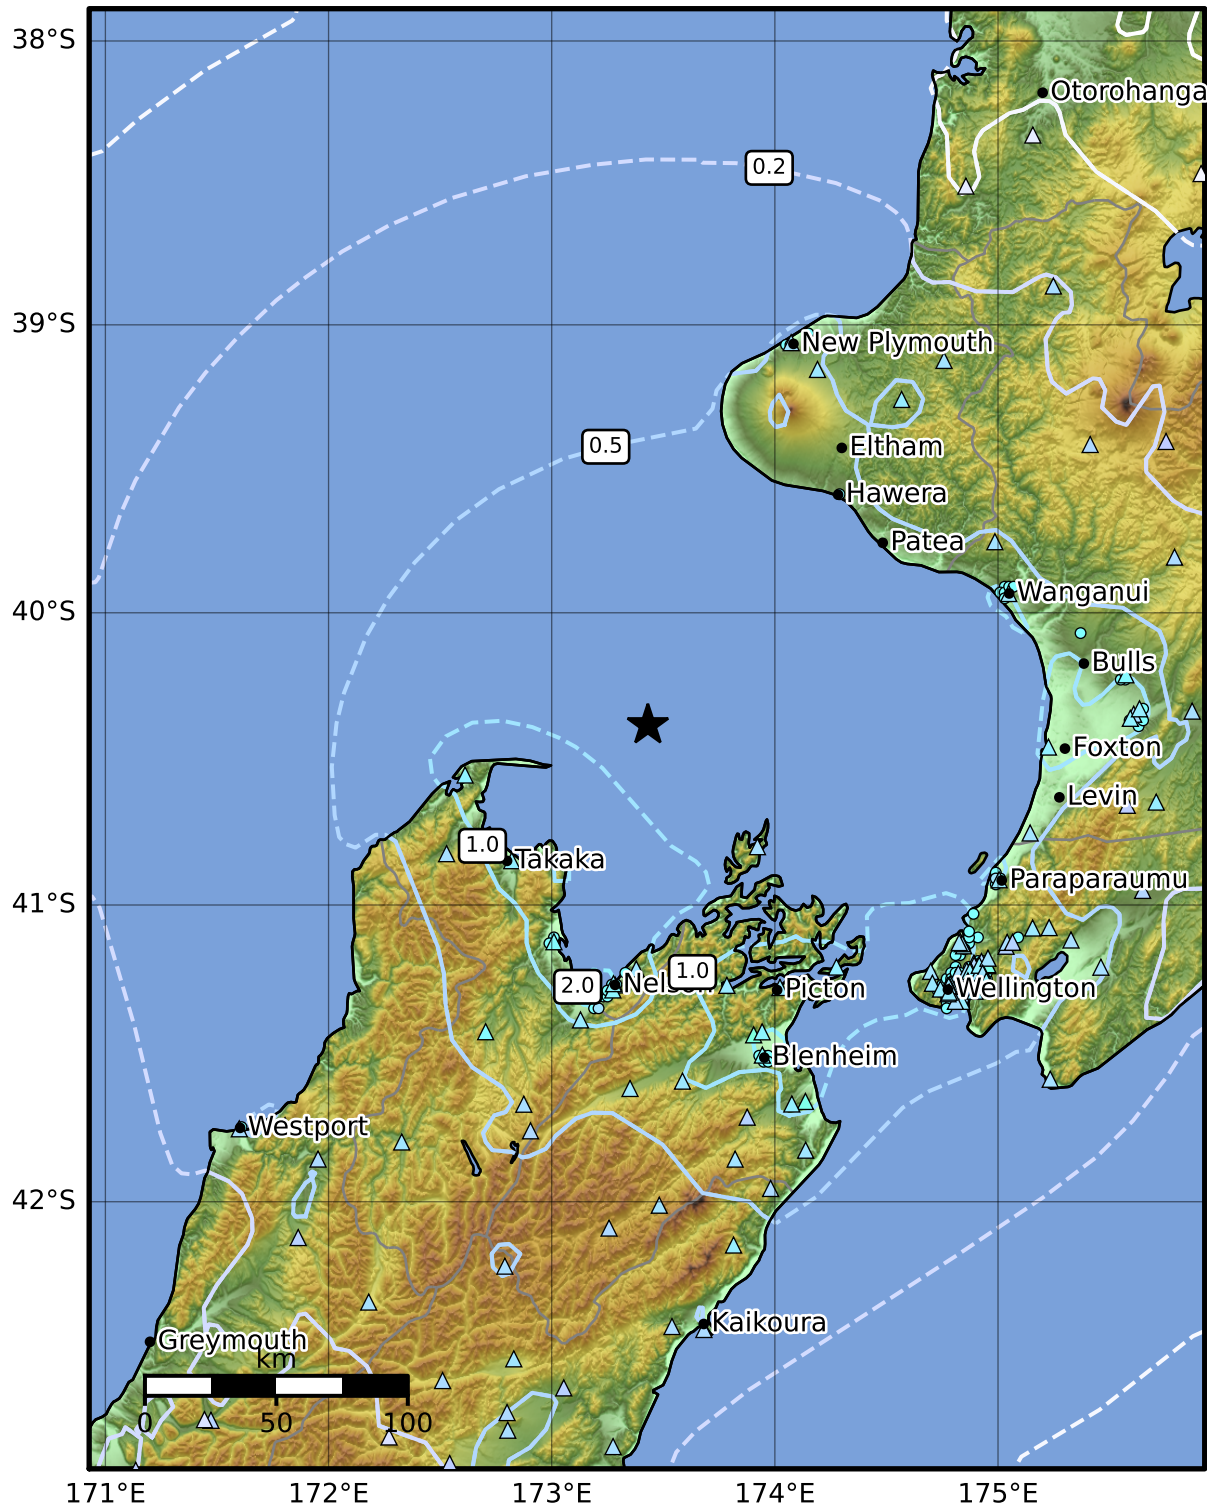 38°S
Otorohanga
0.2
39°S
New Plymouth
0.5
Eltham
Hawera
Patea
40°S
Wanganui
Bulls
Foxton
Levin
1.0
Takaka
Paraparaumu
41°S
1.0
2.0
Nelson
Picton
Wellington
Blenheim
Westport
42°S
Kaikoura
Greymouth
km
0 50 100
171°E 172°E 173°E 174°E 175°E